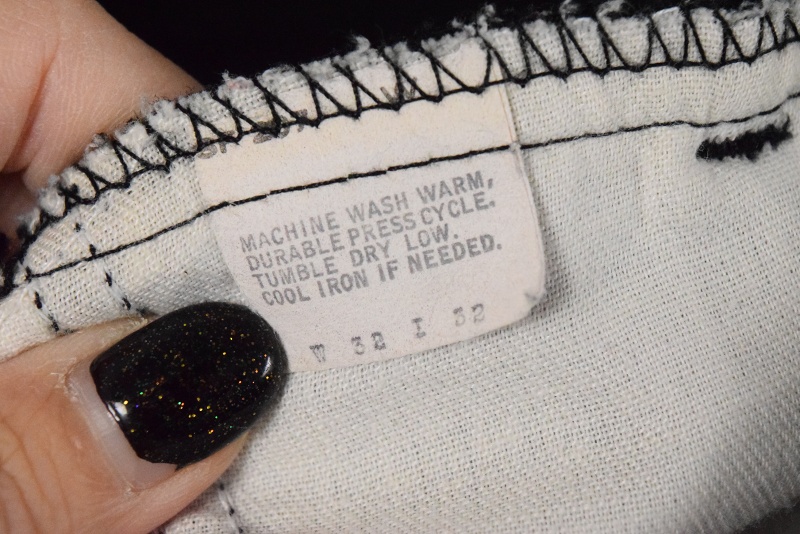 MACHINE WASH WARM,
DURABLE PRESS CYCLE.
TUMBLE DRY LOW.
COOL IRON IF NEEDED.
W 32 I 32